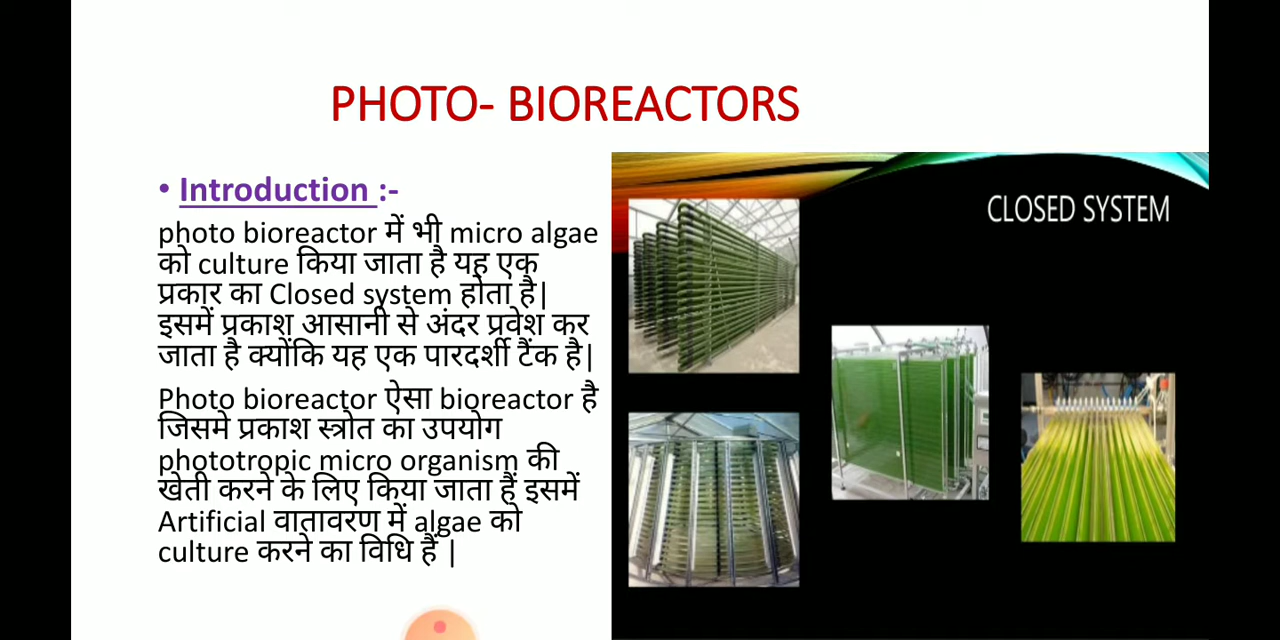 PHOTO- BIOREACTORS
• Introduction :-
photo bioreactor में भी micro algae
को culture किया जाता है यह एक
प्रकार का Closed system होता है|
इसमें प्रकाश आसानी से अंदर प्रवेश कर
जाता है क्योंकि यह एक पारदर्शी टैंक है|
Photo bioreactor ऐसा bioreactor है
जिसमे प्रकाश स्त्रोत का उपयोग
phototropic micro organism की
खेती करने के लिए किया जाता हैं इसमें
Artificial वातावरण में algae को
culture करने का विधि हैं |
CLOSED SYSTEM